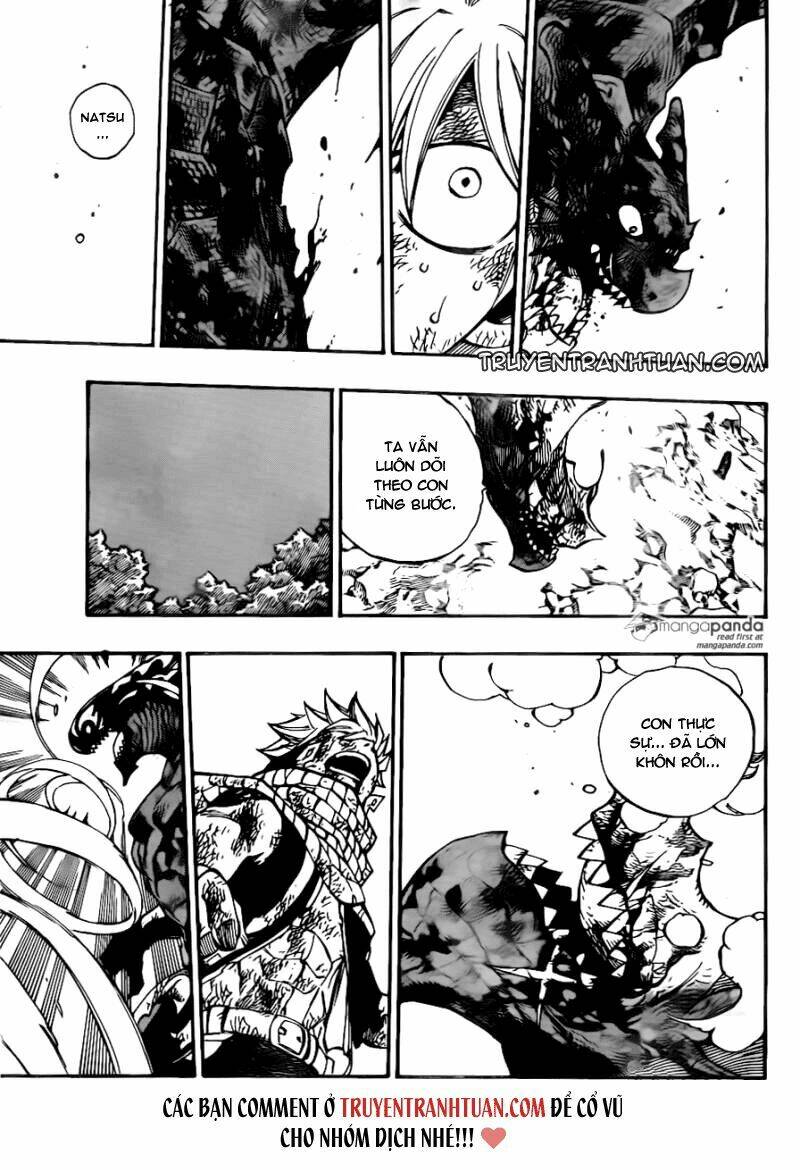 NATSU
...
TRUYENTRANHTUAN.COM
TA VẪN
LUÔN DÕI
THEO CON
TỪNG BƯỚC.
mangapanda
read first at
mangapanda.com
CON THỰC
SỰ... ĐÃ LỚN
KHÔN RỒI...
CÁC BẠN COMMENT Ở TRUYENTRANHTUAN.COM ĐỂ CỔ VŨ
CHO NHÓM DỊCH NHÉ!!! ❤